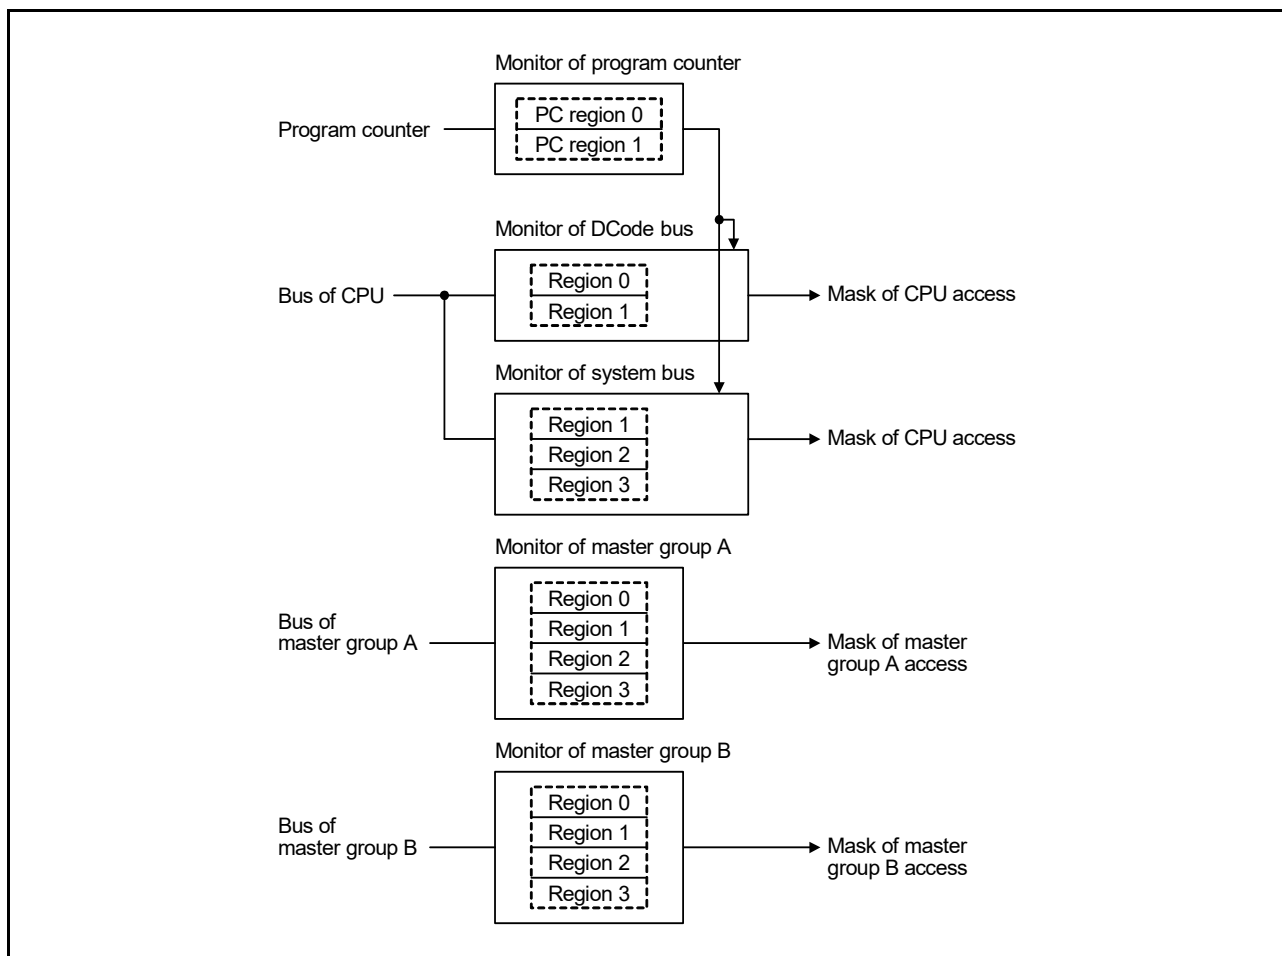 Monitor of program counter
Program counter
PC region 0
PC region 1
Monitor of DCode bus
Bus of CPU
Region 0
Region 1
Mask of CPU access
Monitor of system bus
Region 1
Region 2
Region 3
Mask of CPU access
Monitor of master group A
Bus of
master group A
Region 0
Region 1
Region 2
Region 3
Mask of master
group A access
Monitor of master group B
Bus of
master group B
Region 0
Region 1
Region 2
Region 3
Mask of master
group B access